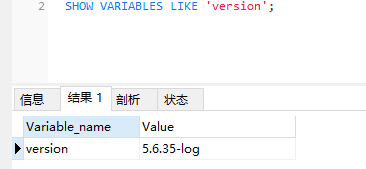 2 SHOW VARIABLES LIKE 'version';
信息 结果 1 剖析 状态
Variable_name Value
version 5.6.35-log